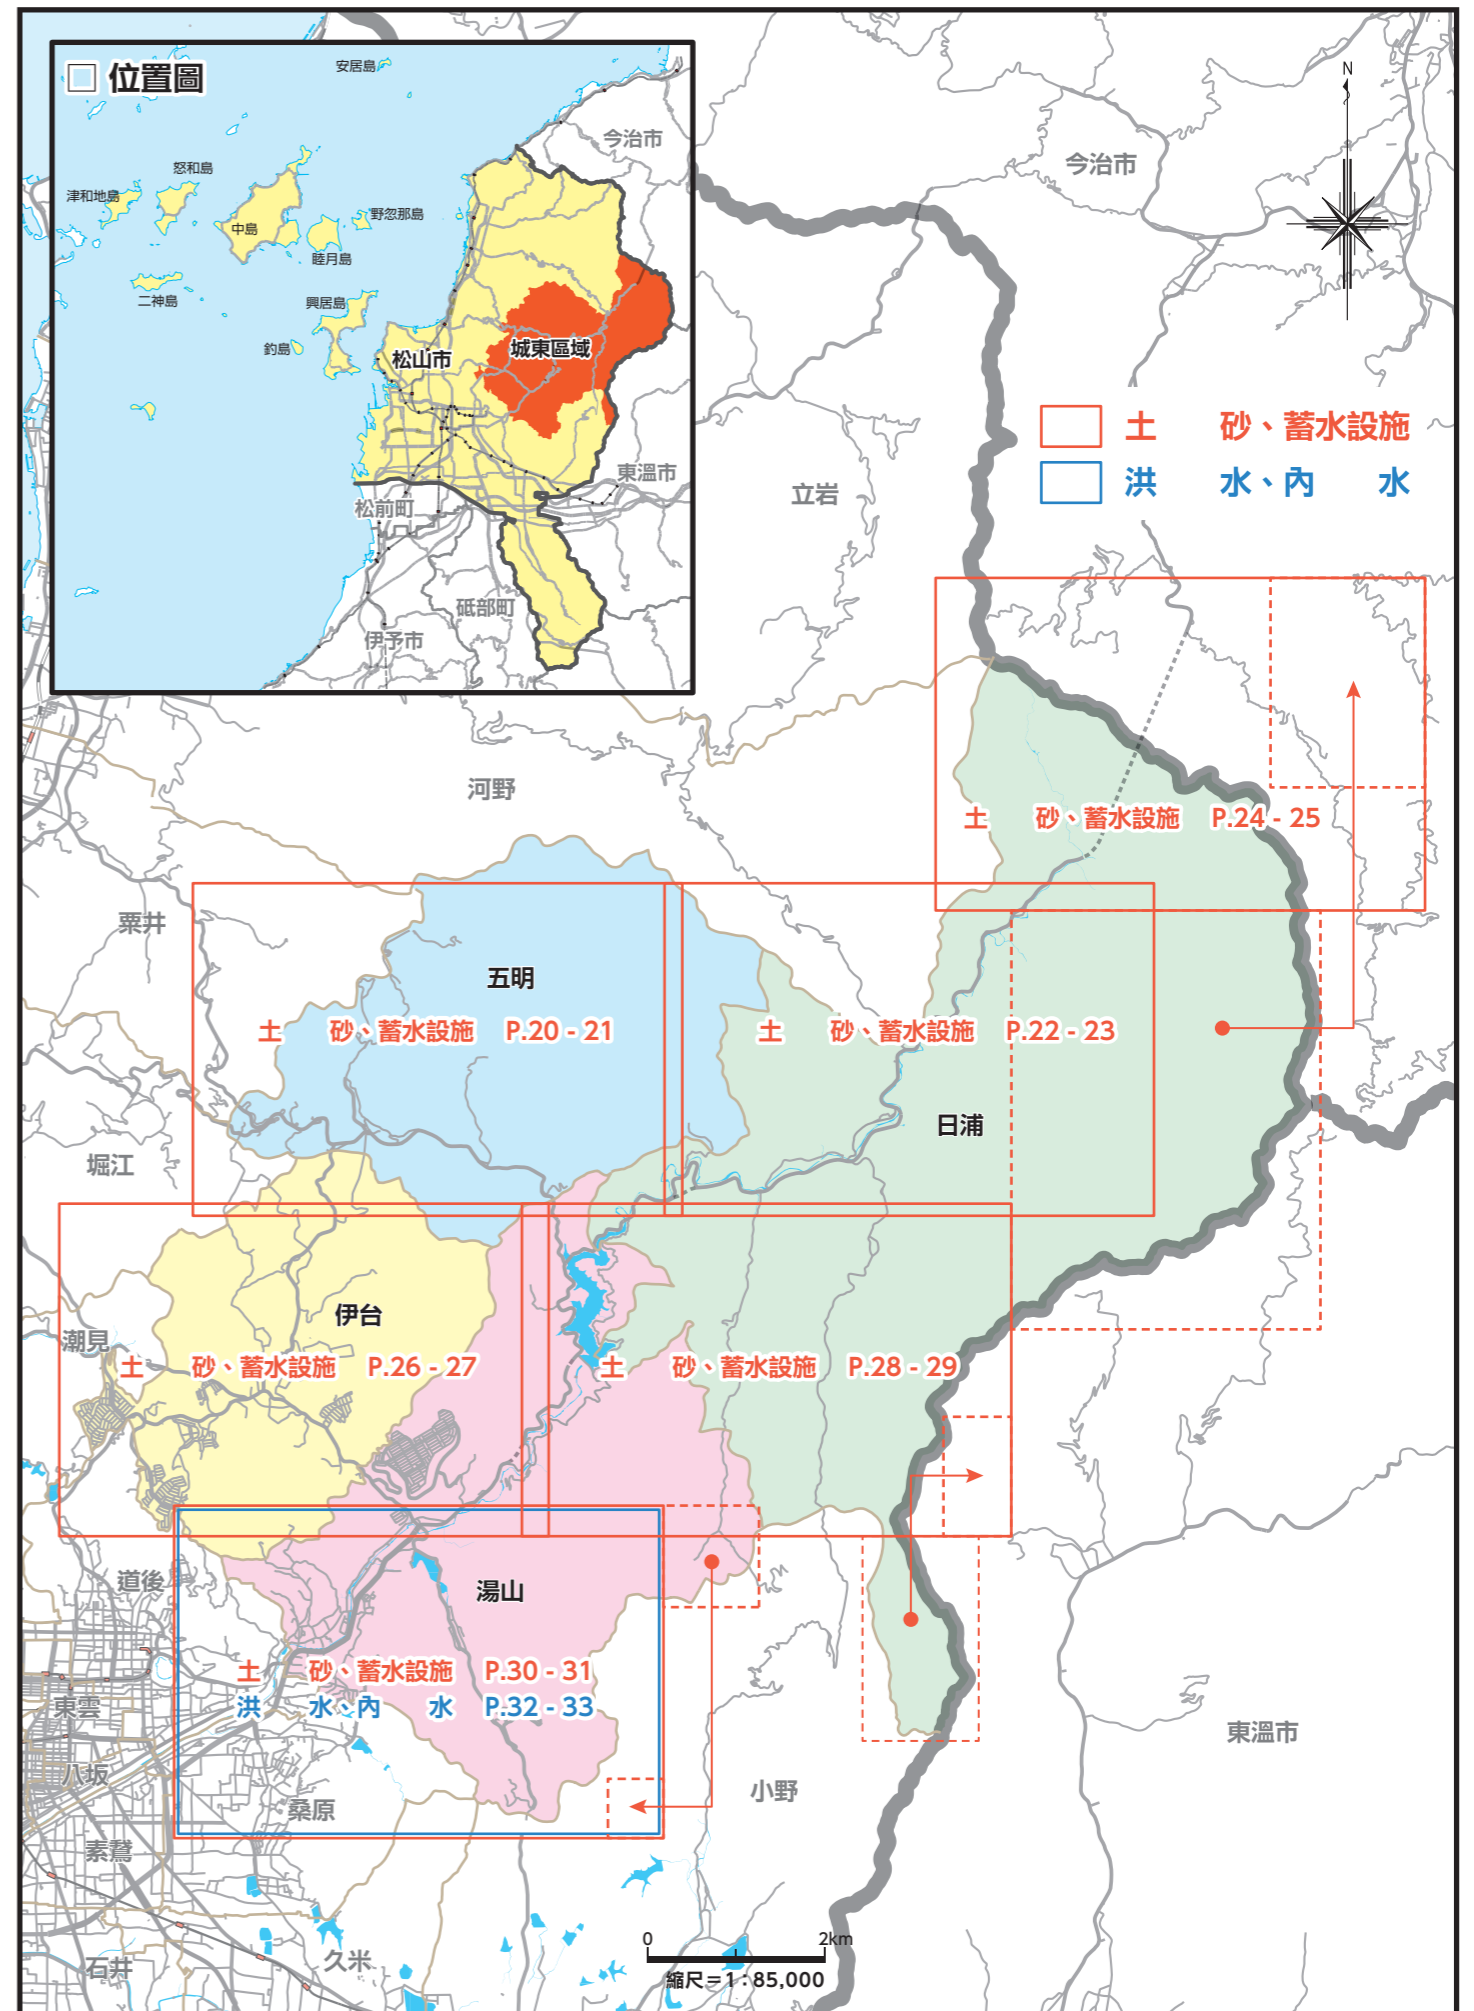 □ 位置圖
安居島
今治市
怒和島
津和地島
中島
野忽那島
睦月島
二神島
興居島
釣島
松山市
城東區域
東溫市
松前町
砥部町
伊予市
今治市
N
土 砂、蓄水設施
洪 水、內 水
立岩
河野
土 砂、蓄水設施 P.24 - 25
粟井
五明
土 砂、蓄水設施 P.20 - 21
土 砂、蓄水設施 P.22 - 23
日浦
堀江
伊台
潮見
土 砂、蓄水設施 P.26 - 27
土 砂、蓄水設施 P.28 - 29
道後
湯山
土 砂、蓄水設施 P.30 - 31
洪 水、內 水 P.32 - 33
東雲
東溫市
八坂
小野
桑原
素鵞
久米
石井
0 2km
縮尺＝1：85,000